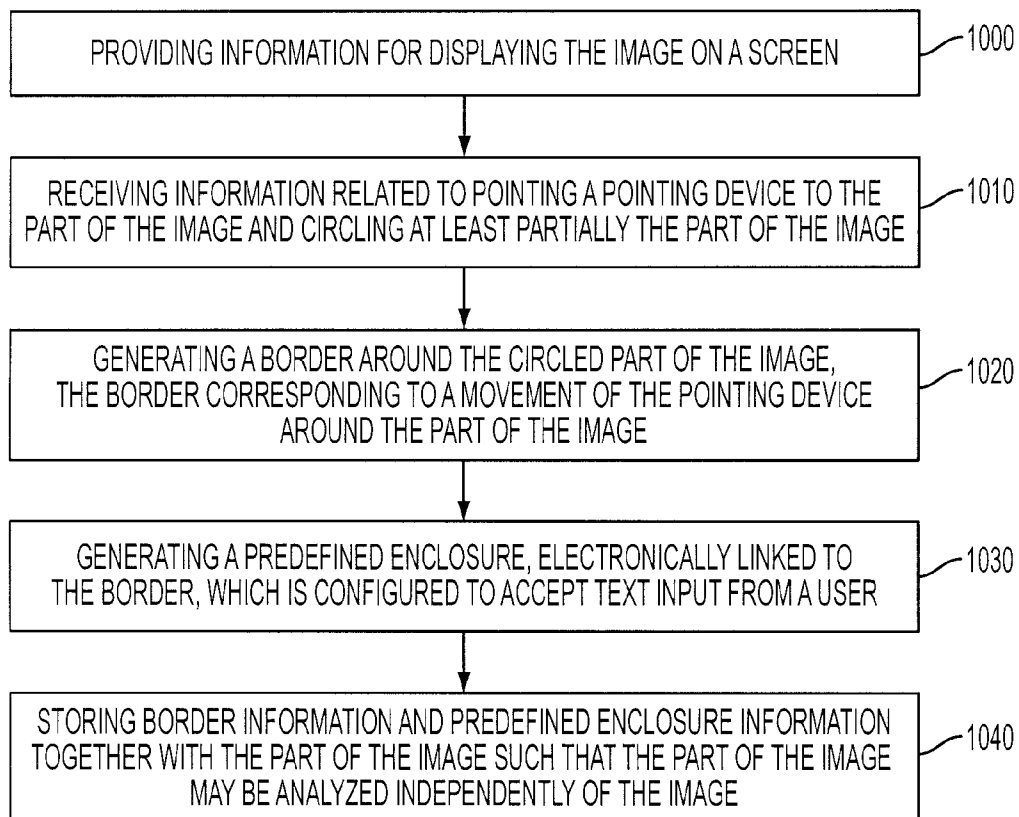 PROVIDING INFORMATION FOR DISPLAYING THE IMAGE ON A SCREEN
1000
RECEIVING INFORMATION RELATED TO POINTING A POINTING DEVICE TO THE
PART OF THE IMAGE AND CIRCLING AT LEAST PARTIALLY THE PART OF THE IMAGE
1010
GENERATING A BORDER AROUND THE CIRCLED PART OF THE IMAGE,
THE BORDER CORRESPONDING TO A MOVEMENT OF THE POINTING DEVICE
AROUND THE PART OF THE IMAGE
1020
GENERATING A PREDEFINED ENCLOSURE, ELECTRONICALLY LINKED TO
THE BORDER, WHICH IS CONFIGURED TO ACCEPT TEXT INPUT FROM A USER
1030
STORING BORDER INFORMATION AND PREDEFINED ENCLOSURE INFORMATION
TOGETHER WITH THE PART OF THE IMAGE SUCH THAT THE PART OF THE IMAGE
MAY BE ANALYZED INDEPENDENTLY OF THE IMAGE
1040